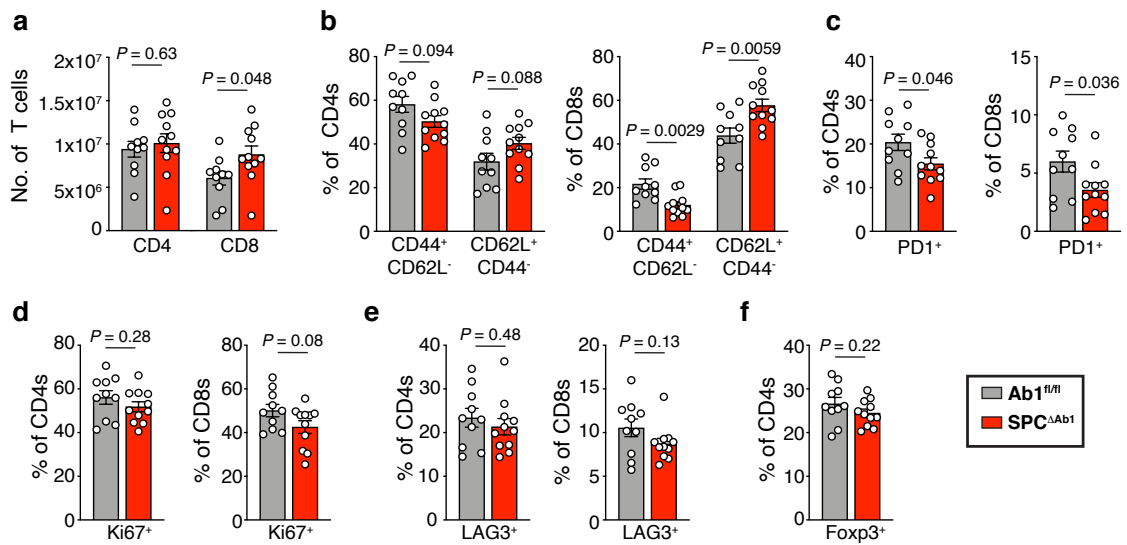 a
No. of T cells
2x10⁷
1x10⁷
5x10⁶
0
P = 0.63
P = 0.048
CD4
CD8
b
% of CD4s
80
60
40
20
0
P = 0.094
P = 0.088
CD44⁺
CD62L⁻
CD62L⁺
CD44⁻
% of CD8s
80
60
40
20
0
P = 0.0029
P = 0.0059
CD44⁺
CD62L⁻
CD62L⁺
CD44⁻
c
% of CD4s
40
30
20
10
0
P = 0.046
PD1⁺
% of CD8s
15
10
5
0
P = 0.036
PD1⁺
d
% of CD4s
80
60
40
20
0
P = 0.28
Ki67⁺
% of CD8s
80
60
40
20
0
P = 0.08
Ki67⁺
e
% of CD4s
40
30
20
10
0
P = 0.48
LAG3⁺
% of CD8s
20
15
10
5
0
P = 0.13
LAG3⁺
f
% of CD4s
40
30
20
10
0
P = 0.22
Foxp3⁺
Ab1ᶠˡ/ᶠˡ
SPCᐃAb1